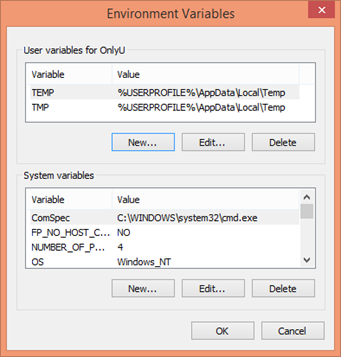 Environment Variables
User variables for OnlyU
Variable Value
TEMP %USERPROFILE%\AppData\Local\Temp
TMP %USERPROFILE%\AppData\Local\Temp
New... Edit... Delete
System variables
Variable Value
ComSpec C:\WINDOWS\system32\cmd.exe
FP_NO_HOST_C... NO
NUMBER_OF_P... 4
OS Windows_NT
New... Edit... Delete
OK Cancel